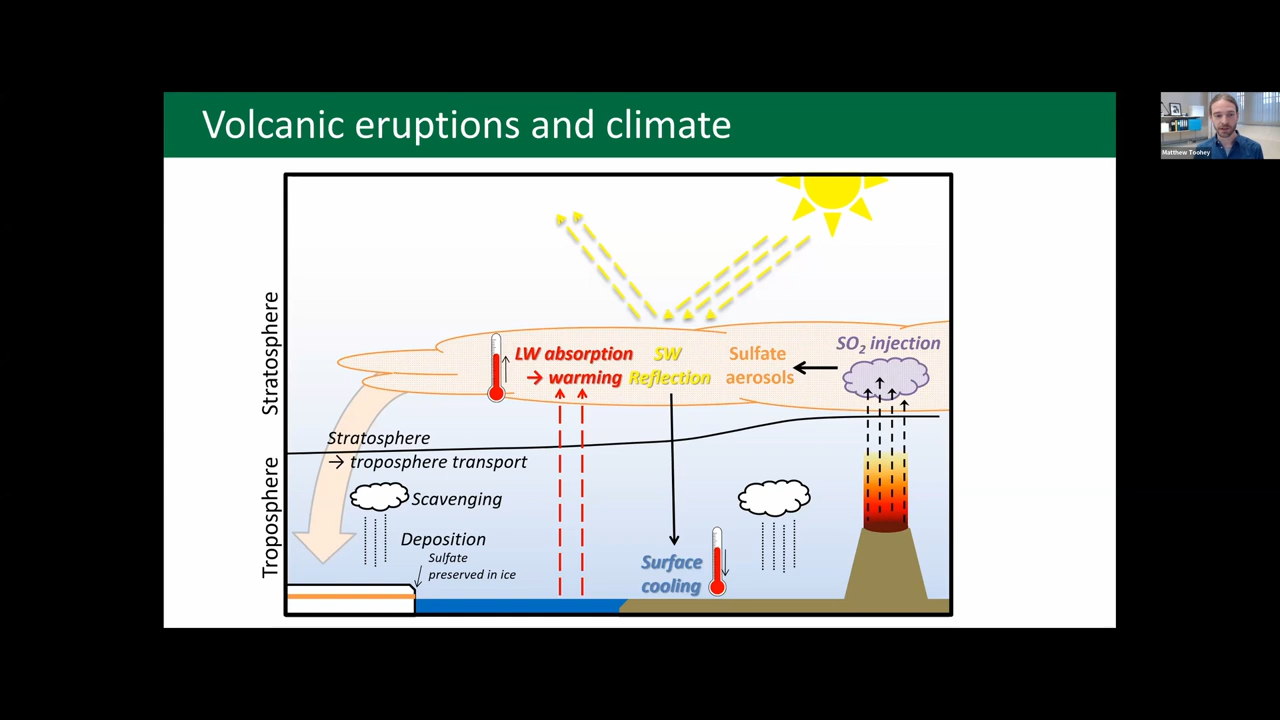 Volcanic eruptions and climate
Matthew Toohey
Stratosphere
Troposphere
LW absorption
→ warming
SW
Reflection
Sulfate
aerosols
SO₂ injection
Stratosphere
→ troposphere transport
Scavenging
Deposition
Sulfate
preserved in ice
Surface
cooling